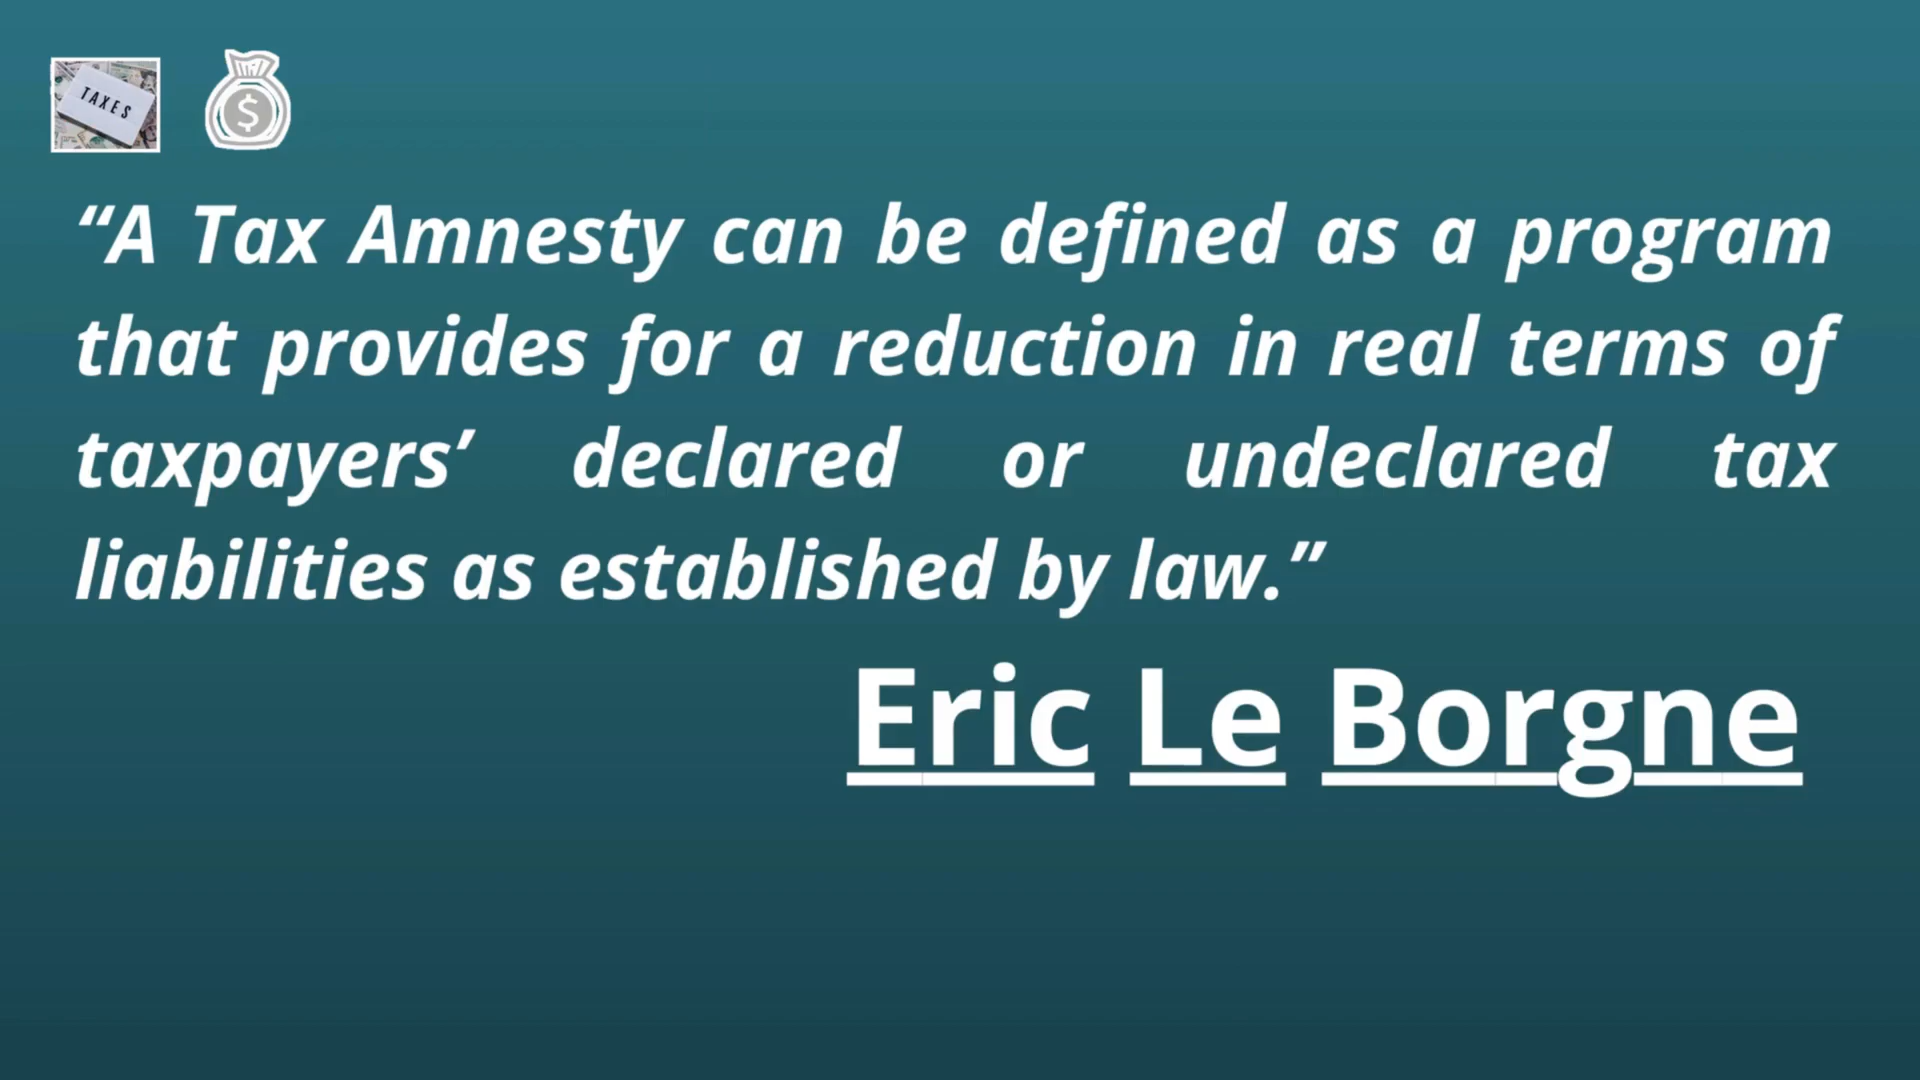 TAXES
$
“A Tax Amnesty can be defined as a program
that provides for a reduction in real terms of
taxpayers’ declared or undeclared tax
liabilities as established by law.”
Eric Le Borgne